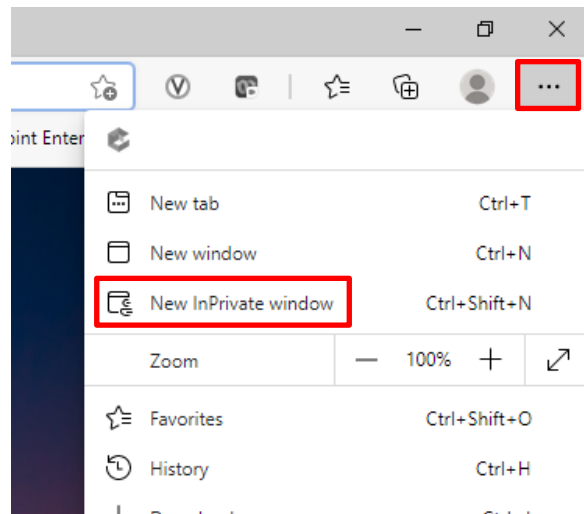 oint Enter
New tab Ctrl+T
New window Ctrl+N
New InPrivate window Ctrl+Shift+N
Zoom 100%
Favorites Ctrl+Shift+O
History Ctrl+H